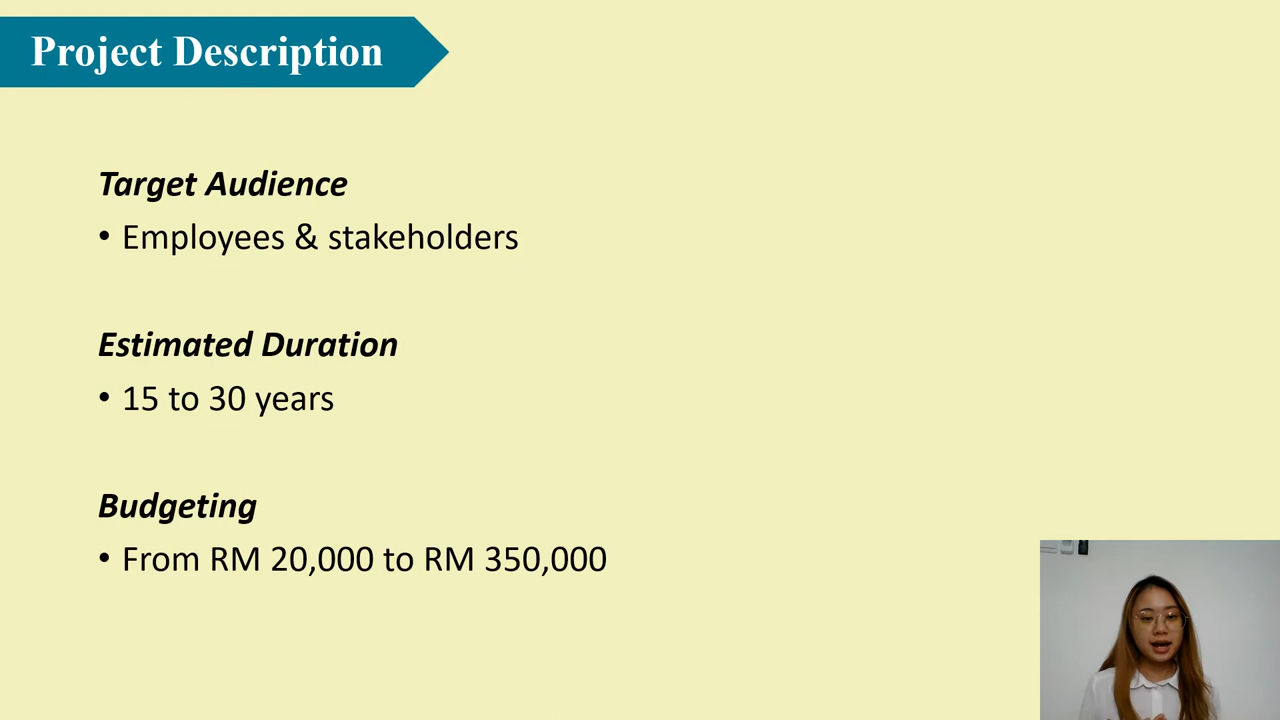 Project Description
Target Audience
• Employees & stakeholders
Estimated Duration
• 15 to 30 years
Budgeting
• From RM 20,000 to RM 350,000